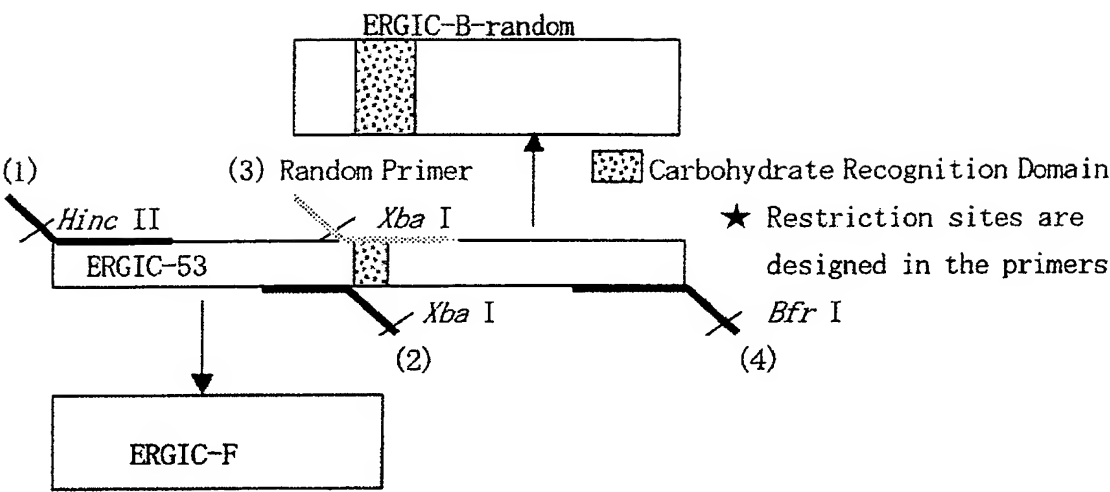 ERGIC-B-random
(1)
(3) Random Primer
Carbohydrate Recognition Domain
Hinc II
Xba I
★ Restriction sites are
designed in the primers
ERGIC-53
Xba I
Bfr I
(2)
(4)
ERGIC-F